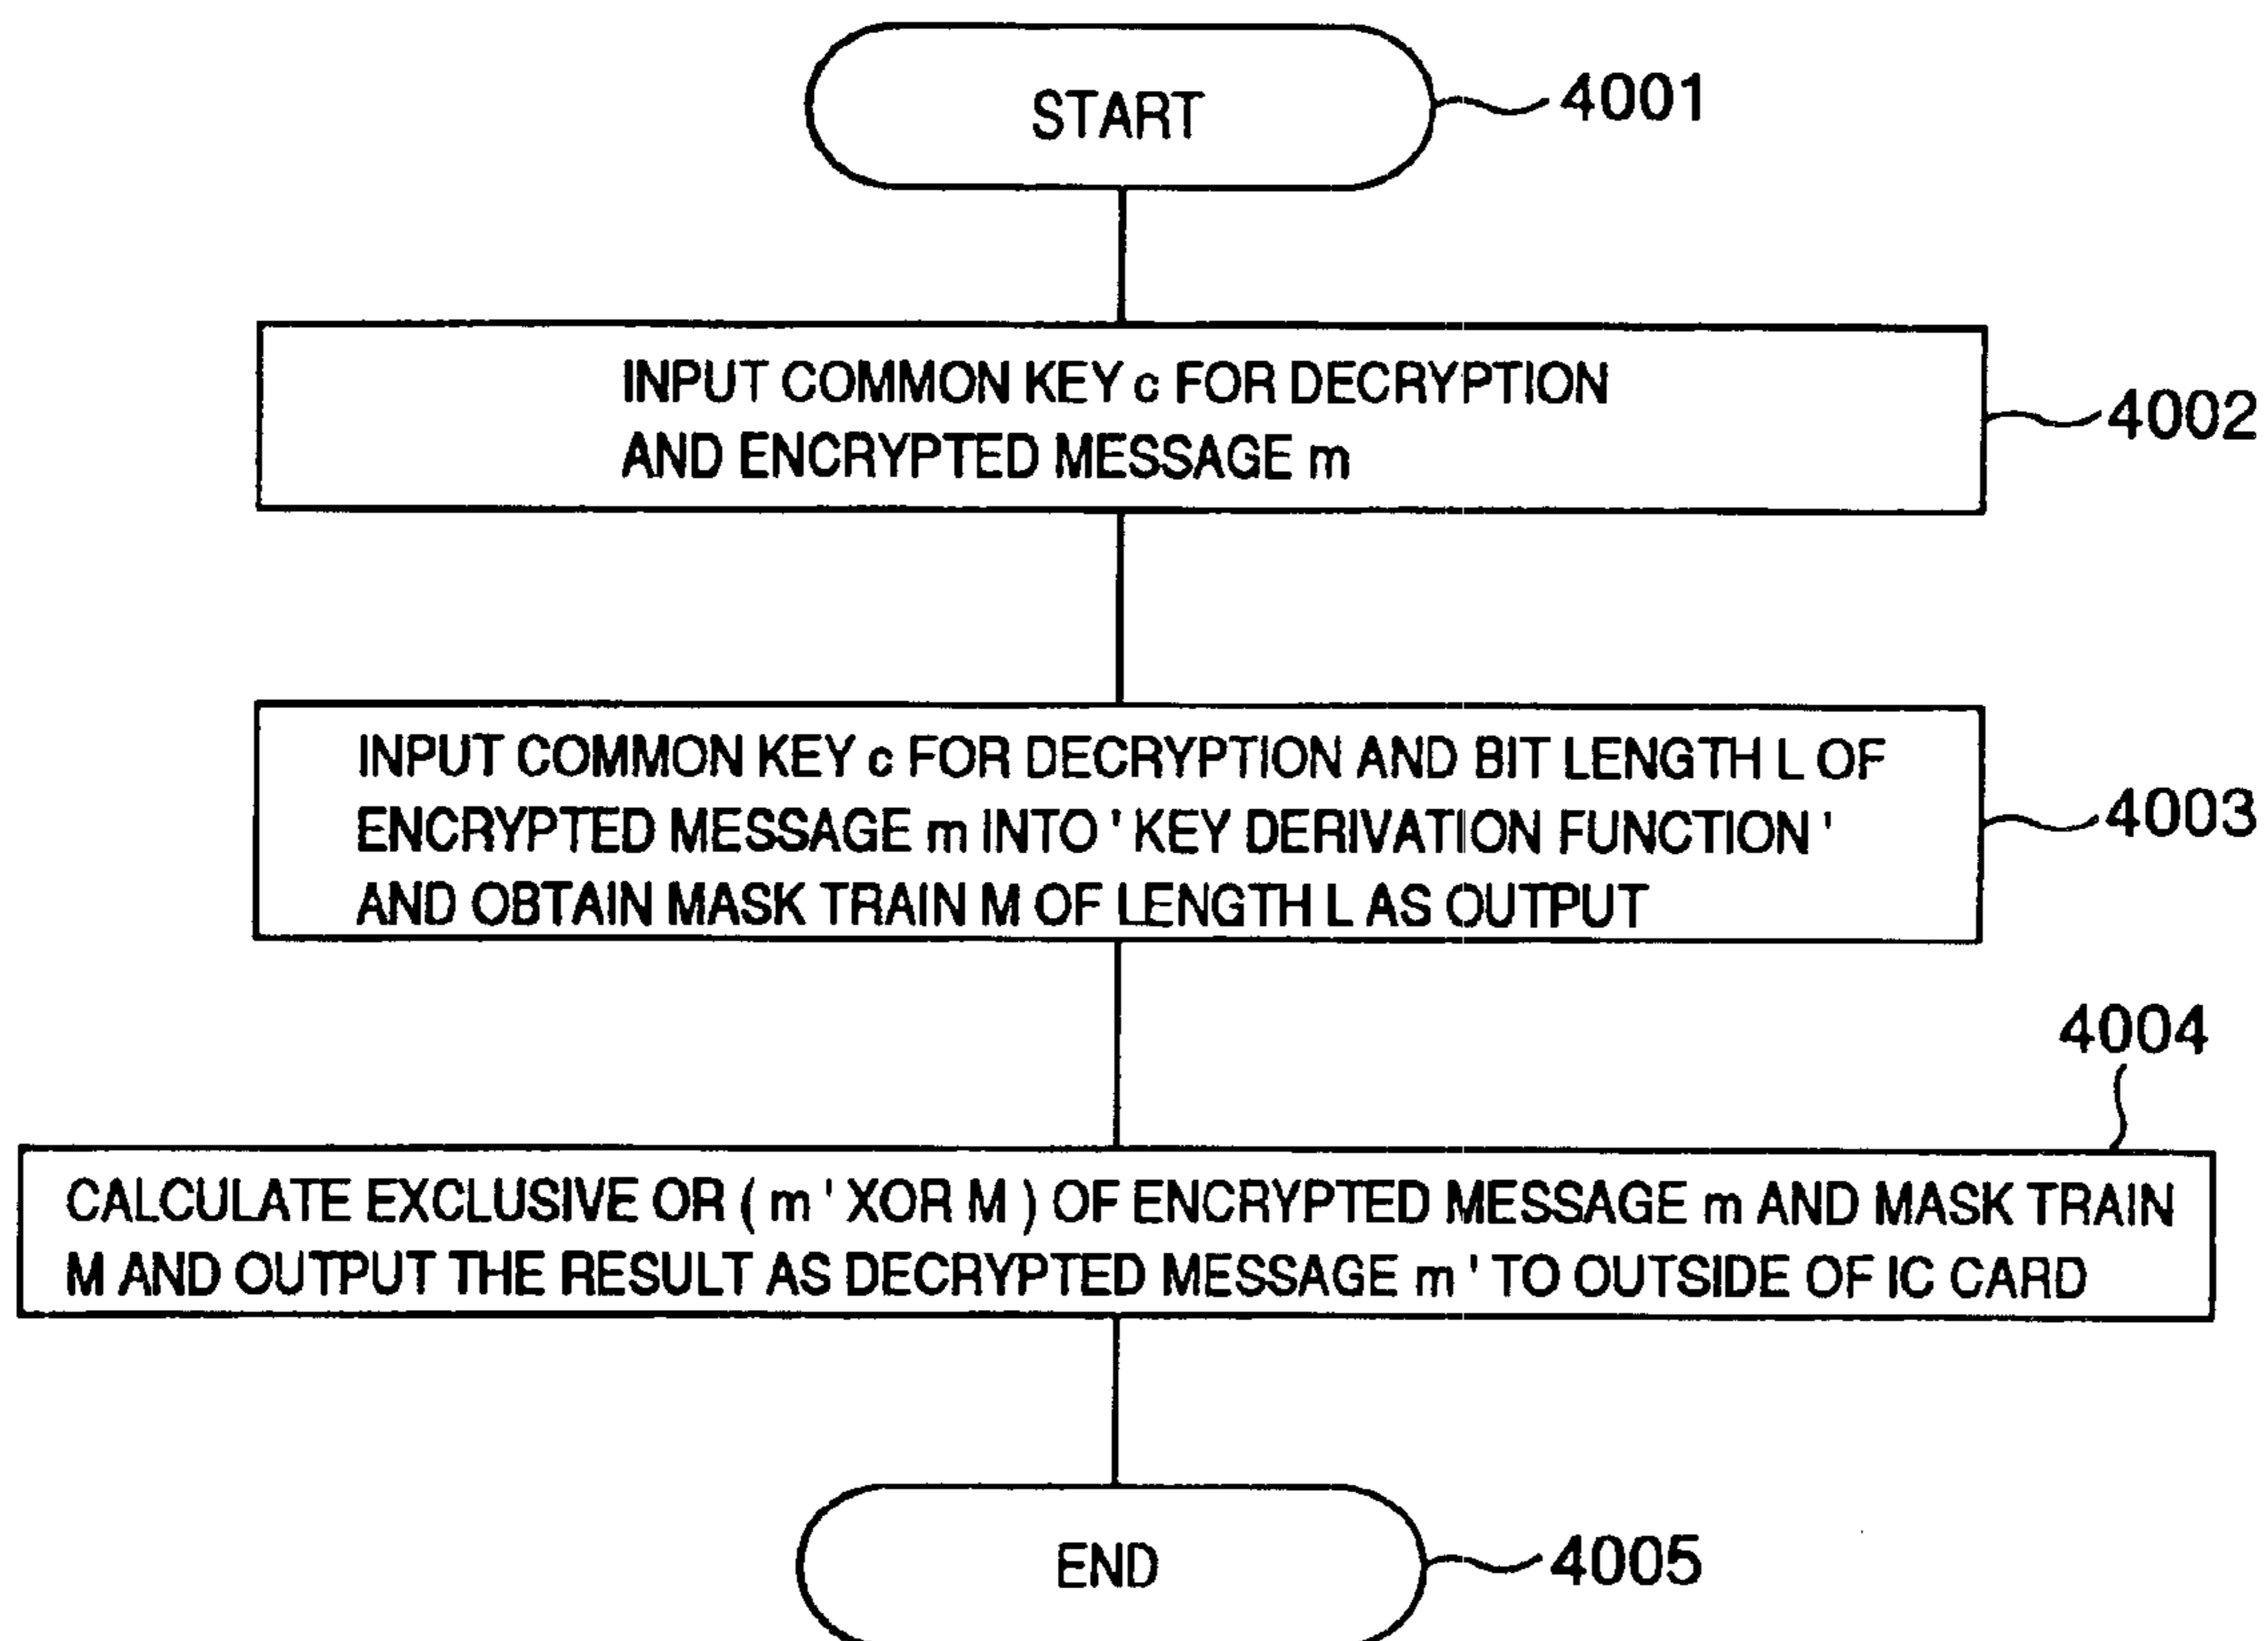 START
4001
INPUT COMMON KEY c FOR DECRYPTION
AND ENCRYPTED MESSAGE m
4002
INPUT COMMON KEY c FOR DECRYPTION AND BIT LENGTH L OF
ENCRYPTED MESSAGE m INTO ' KEY DERIVATION FUNCTION '
AND OBTAIN MASK TRAIN M OF LENGTH L AS OUTPUT
4003
4004
CALCULATE EXCLUSIVE OR ( m ' XOR M ) OF ENCRYPTED MESSAGE m AND MASK TRAIN
M AND OUTPUT THE RESULT AS DECRYPTED MESSAGE m ' TO OUTSIDE OF IC CARD
END
4005